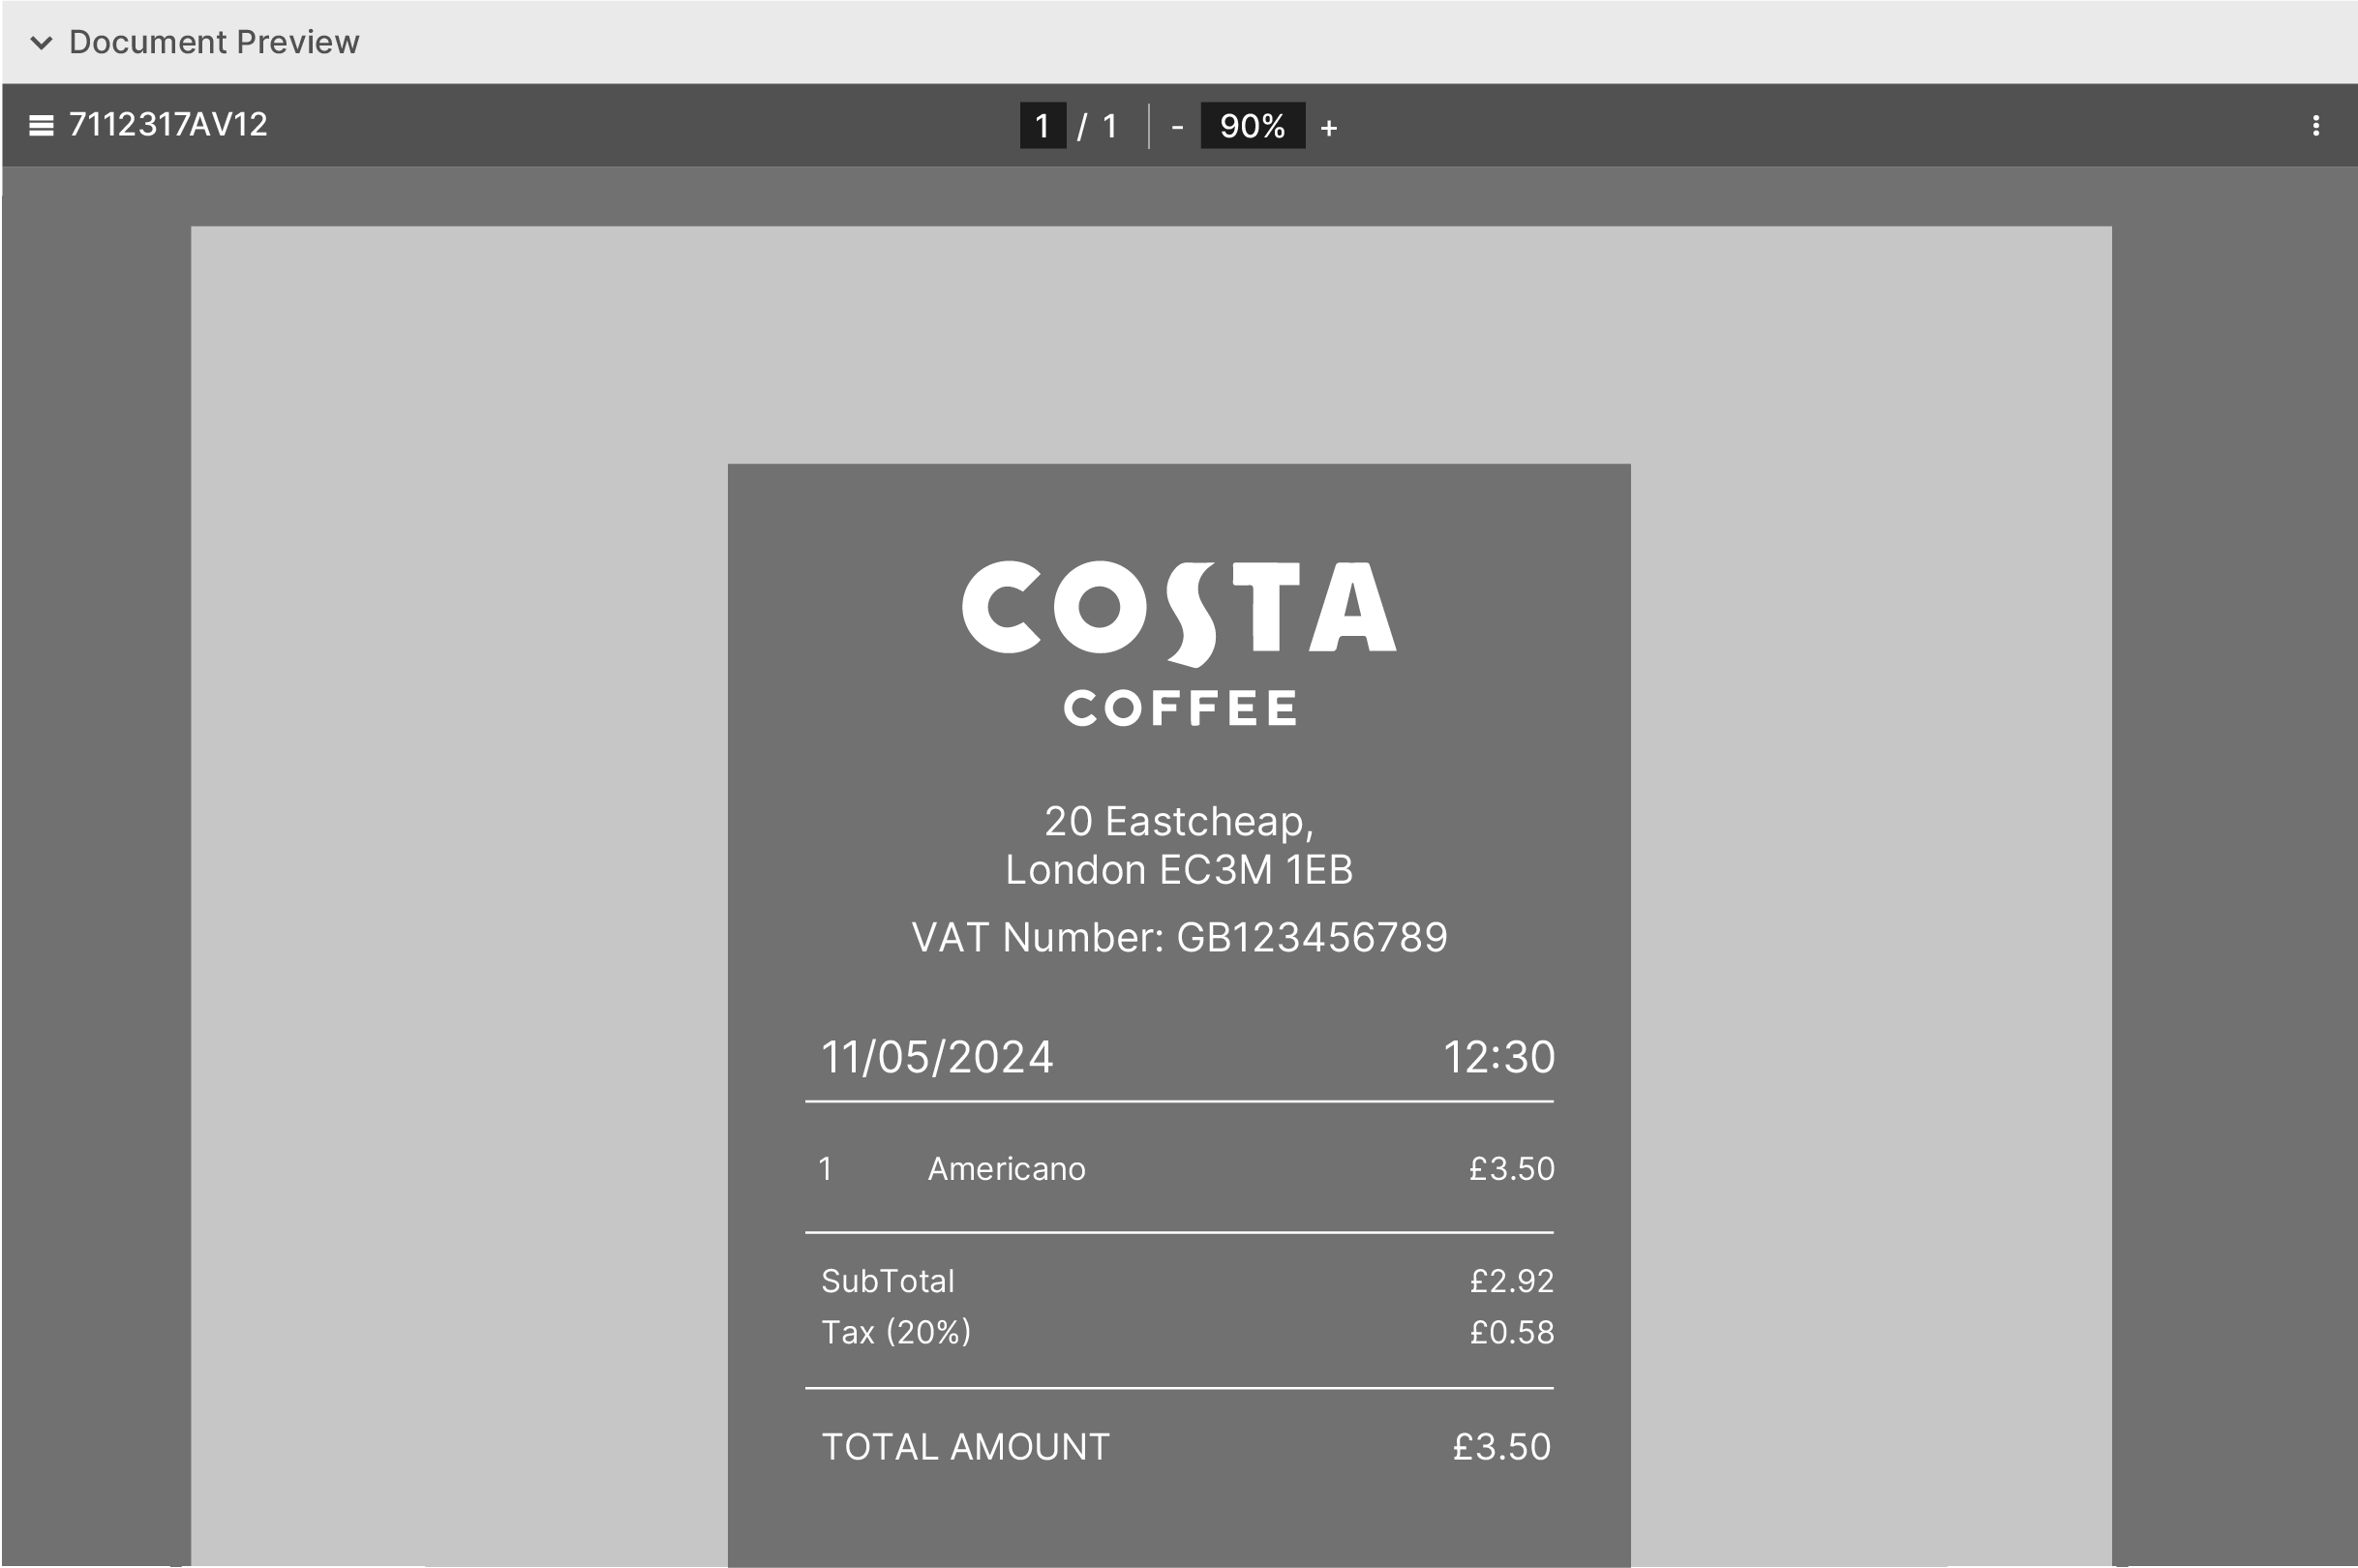 Document Preview
7112317AV12 1 / 1 - 90% +
COSTA
COFFEE
20 Eastcheap,
London EC3M 1EB
VAT Number: GB123456789
11/05/2024 12:30
1 Americano £3.50
SubTotal £2.92
Tax (20%) £0.58
TOTAL AMOUNT £3.50